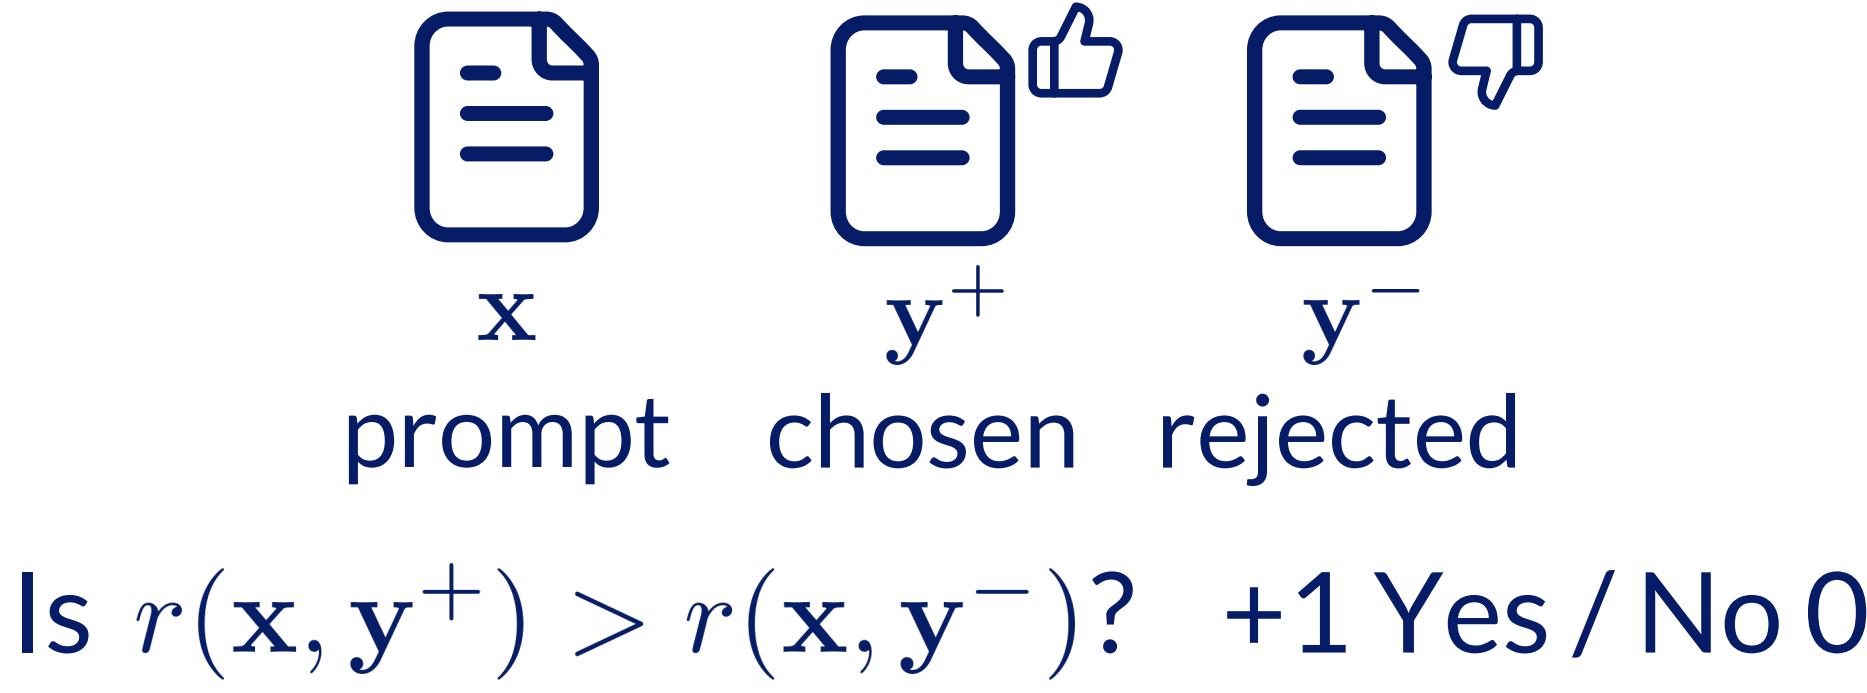 x y⁺ y⁻
prompt chosen rejected
Is r(x, y⁺) > r(x, y⁻)? +1 Yes / No 0